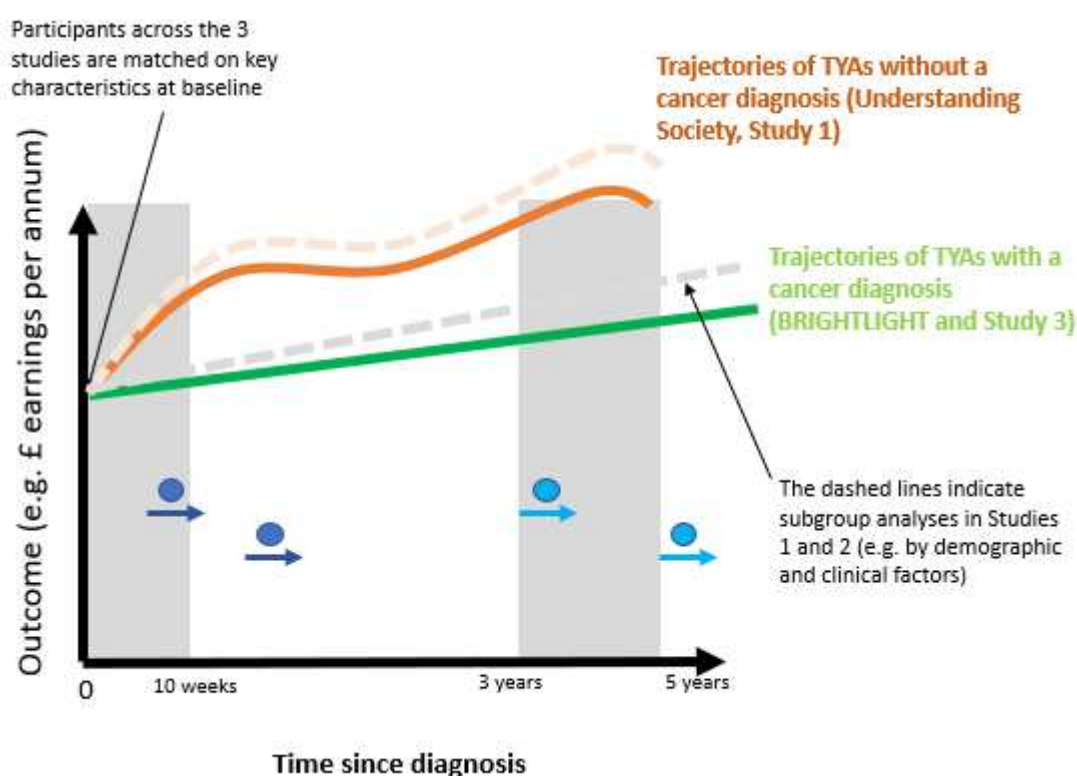 Participants across the 3
studies are matched on key
characteristics at baseline
Trajectories of TYAs without a
cancer diagnosis (Understanding
Society, Study 1)
Outcome (e.g. £ earnings per annum)
Trajectories of TYAs with a
cancer diagnosis
(BRIGHTLIGHT and Study 3)
The dashed lines indicate
subgroup analyses in Studies
1 and 2 (e.g. by demographic
and clinical factors)
0
10 weeks
3 years
5 years
Time since diagnosis